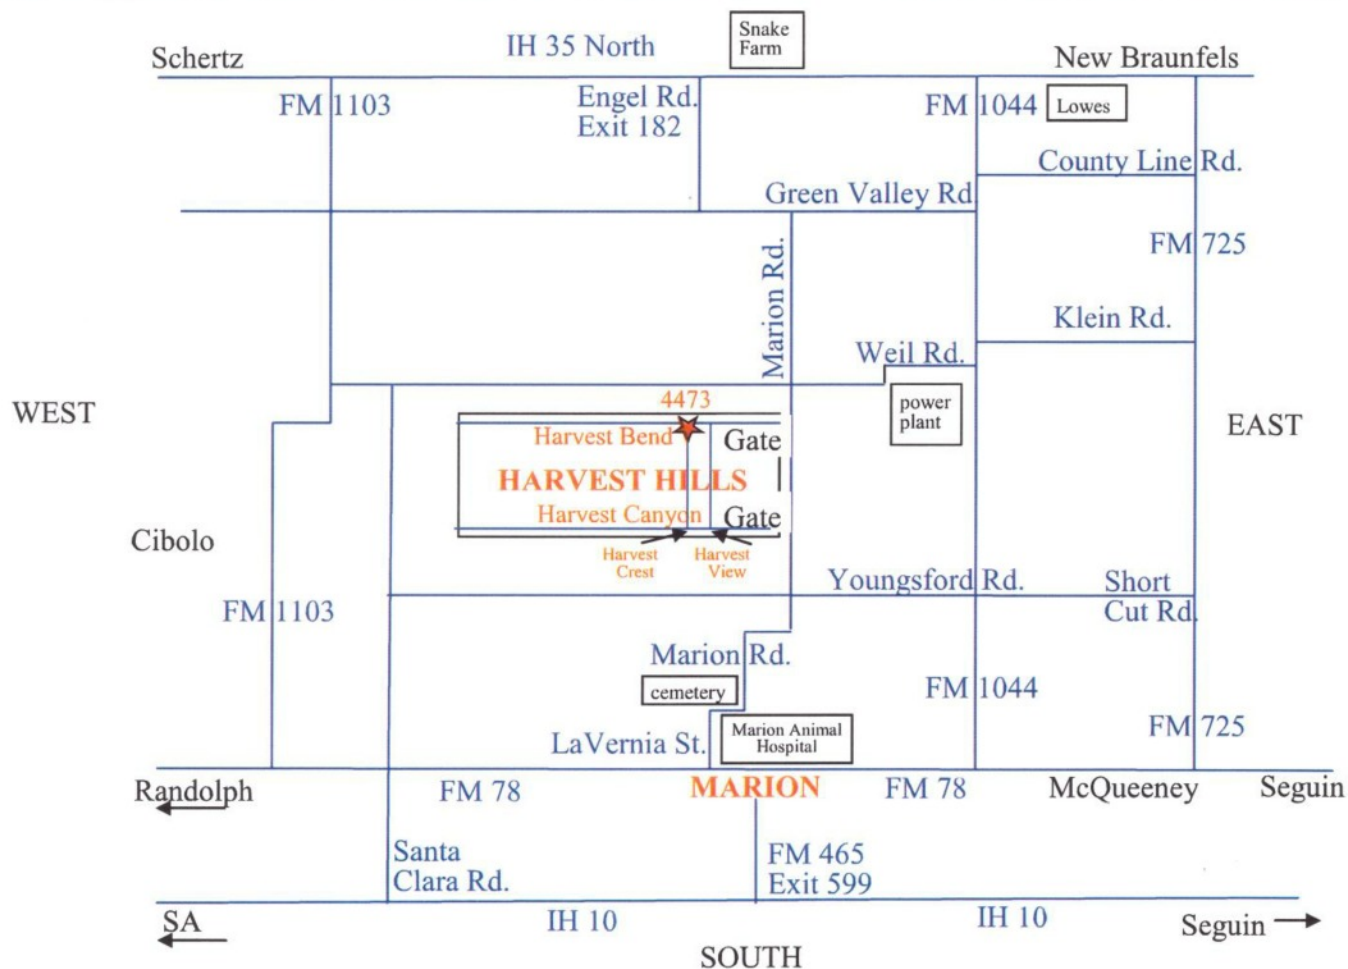 Snake
Farm
Schertz
IH 35 North
New Braunfels
FM 1103
Engel Rd.
Exit 182
FM 1044
Lowes
County Line Rd.
Green Valley Rd.
FM 725
Marion Rd.
Klein Rd.
Weil Rd.
WEST
4473
power
plant
EAST
Harvest Bend
Gate
HARVEST HILLS
Harvest Canyon
Gate
Cibolo
Harvest
Crest
Harvest
View
Youngsford Rd.
Short
Cut Rd.
FM 1103
Marion Rd.
cemetery
FM 1044
Marion Animal
Hospital
LaVernia St.
FM 725
Randolph
FM 78
MARION
FM 78
McQueeney
Seguin
Santa
Clara Rd.
FM 465
Exit 599
SA
IH 10
IH 10
Seguin
SOUTH